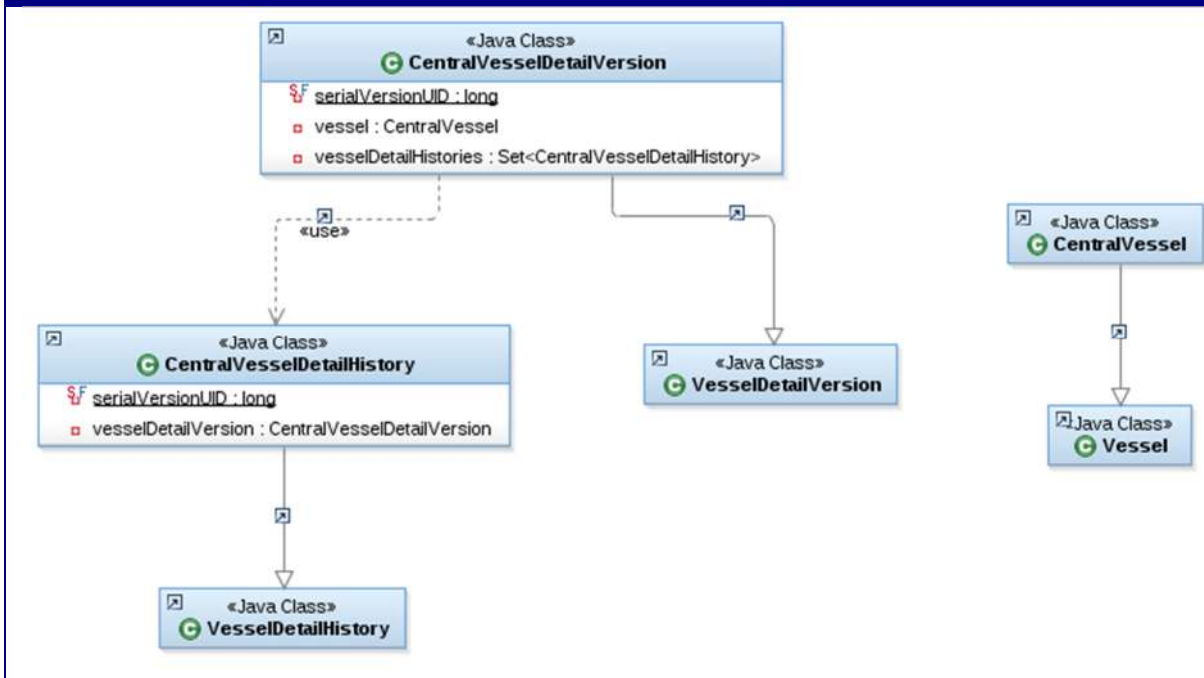 «Java Class»
CentralVesselDetailVersion
serialVersionUID : long
vessel : CentralVessel
vesselDetailHistories : Set<CentralVesselDetailHistory>
«use»
«Java Class»
CentralVessel
«Java Class»
CentralVesselDetailHistory
serialVersionUID : long
vesselDetailVersion : CentralVesselDetailVersion
«Java Class»
VesselDetailVersion
Java Class»
Vessel
«Java Class»
VesselDetailHistory